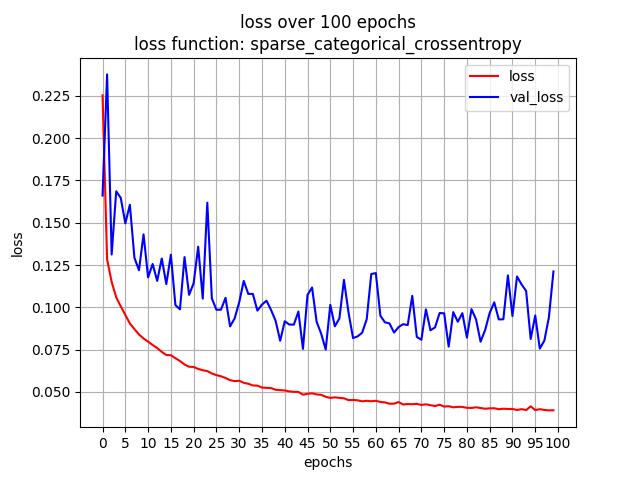 loss over 100 epochs
loss function: sparse_categorical_crossentropy
loss
val_loss
0.225
0.200
0.175
0.150
0.125
0.100
0.075
0.050
loss
0 5 10 15 20 25 30 35 40 45 50 55 60 65 70 75 80 85 90 95 100
epochs